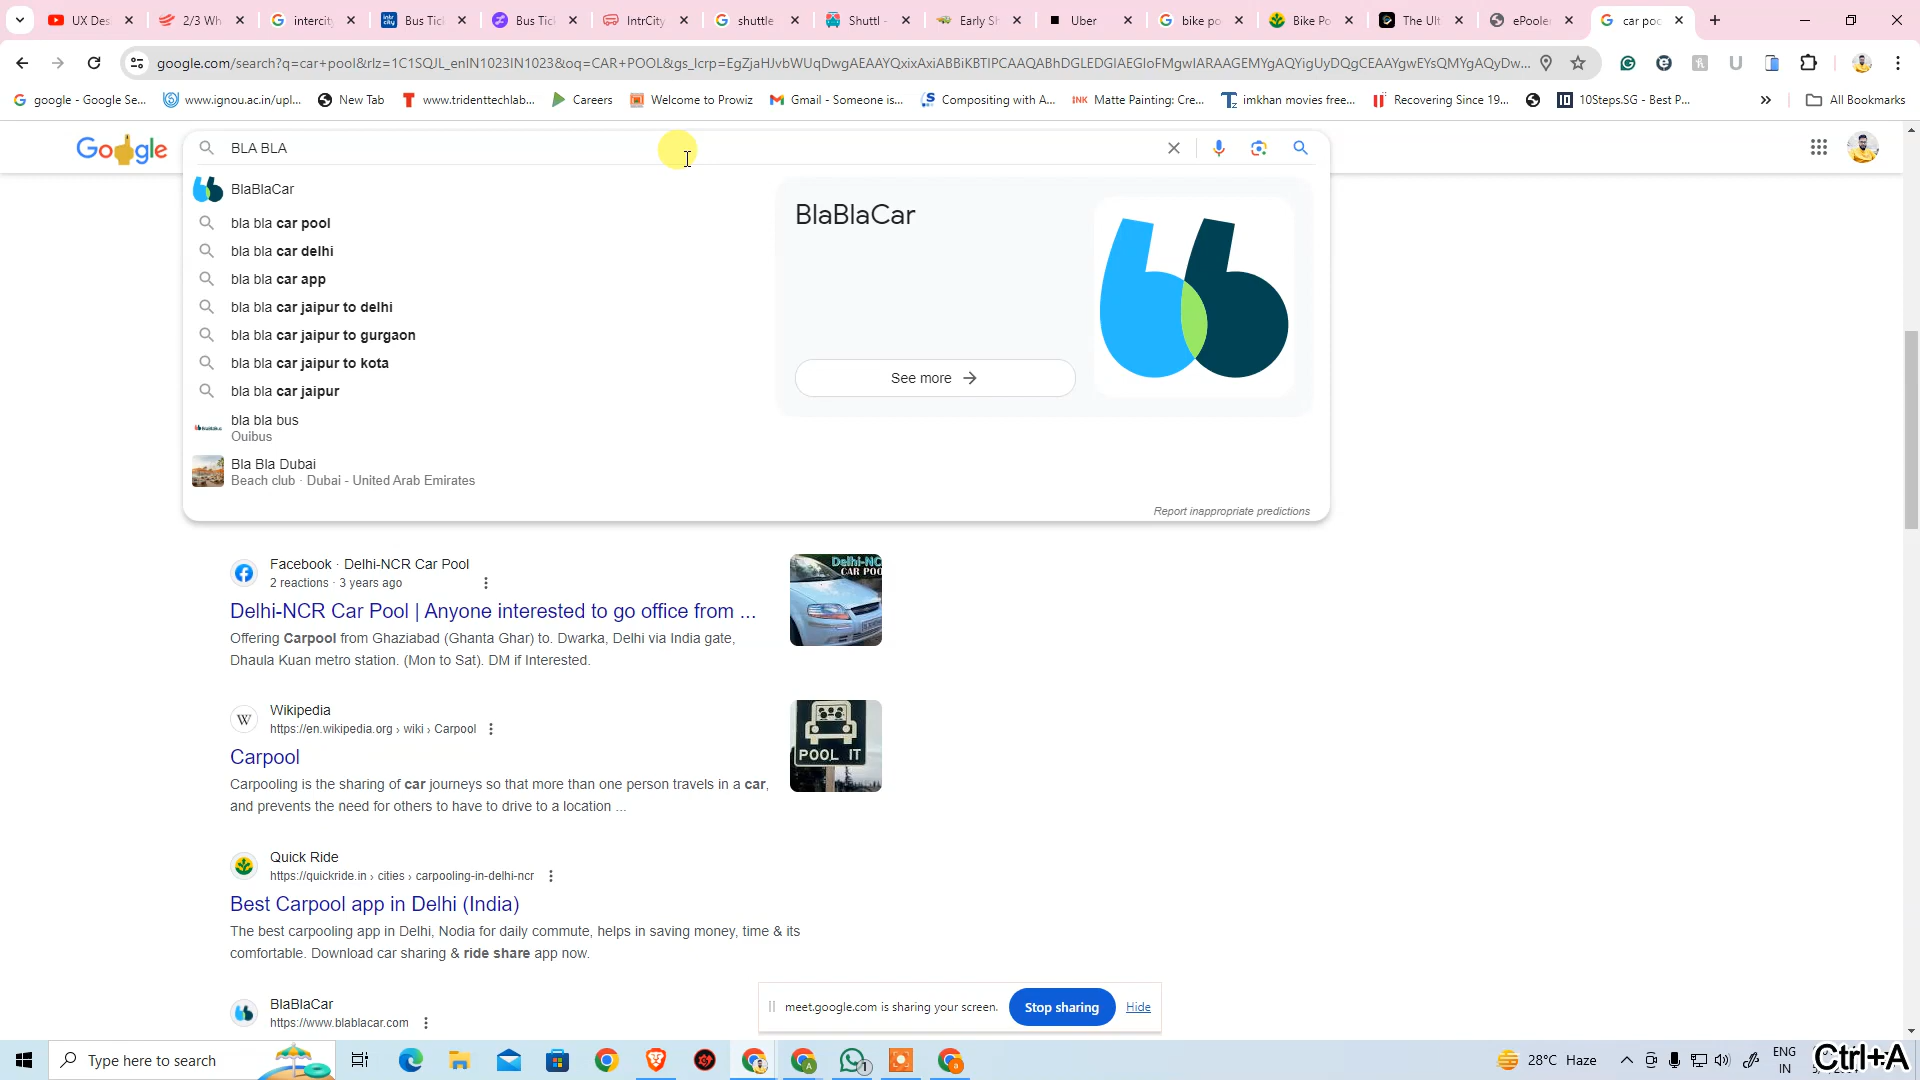 UX Des
2/3 Wh
intercity
Bus Tic
Bus Tic
IntrCity
shuttle
Shuttl -
Early Sh
Uber
bike po
Bike Po
The Ult
ePooler
car poo
google.com/search?q=car+pool&rlz=1C1SQJL_enIN1023IN1023&oq=CAR+POOL&gs_lcrp=
google - Google Se...
www.ignou.ac.in/upl...
New Tab
www.tridenttechlab...
Careers
Welcome to Prowiz
Gmail - Someone is...
Compositing with A...
INK Matte Painting: Cre...
imkhan movies free...
Recovering Since 19...
10Steps.SG - Best P...
All Bookmarks
BLA BLA
BlaBlaCar
bla bla car pool
bla bla car delhi
bla bla car app
bla bla car jaipur to delhi
bla bla car jaipur to gurgaon
bla bla car jaipur to kota
bla bla car jaipur
bla bla bus
Ouibus
Bla Bla Dubai
Beach club · Dubai - United Arab Emirates
BlaBlaCar
See more
Report inappropriate predictions
Facebook · Delhi-NCR Car Pool
2 reactions · 3 years ago
Delhi-NCR Car Pool | Anyone interested to go office from ...
Offering Carpool from Ghaziabad (Ghanta Ghar) to. Dwarka, Delhi via India gate,
Dhaula Kuan metro station. (Mon to Sat). DM if Interested.
Delhi-NC
CAR POO
Wikipedia
https://en.wikipedia.org › wiki › Carpool
Carpool
Carpooling is the sharing of car journeys so that more than one person travels in a car,
and prevents the need for others to have to drive to a location ...
POOL IT
Quick Ride
https://quickride.in › cities › carpooling-in-delhi-ncr
Best Carpool app in Delhi (India)
The best carpooling app in Delhi, Nodia for daily commute, helps in saving money, time & its
comfortable. Download car sharing & ride share app now.
BlaBlaCar
https://www.blablacar.com
meet.google.com is sharing your screen.
Stop sharing
Hide
Type here to search
28°C Haze
ENG
IN
Ctrl+A